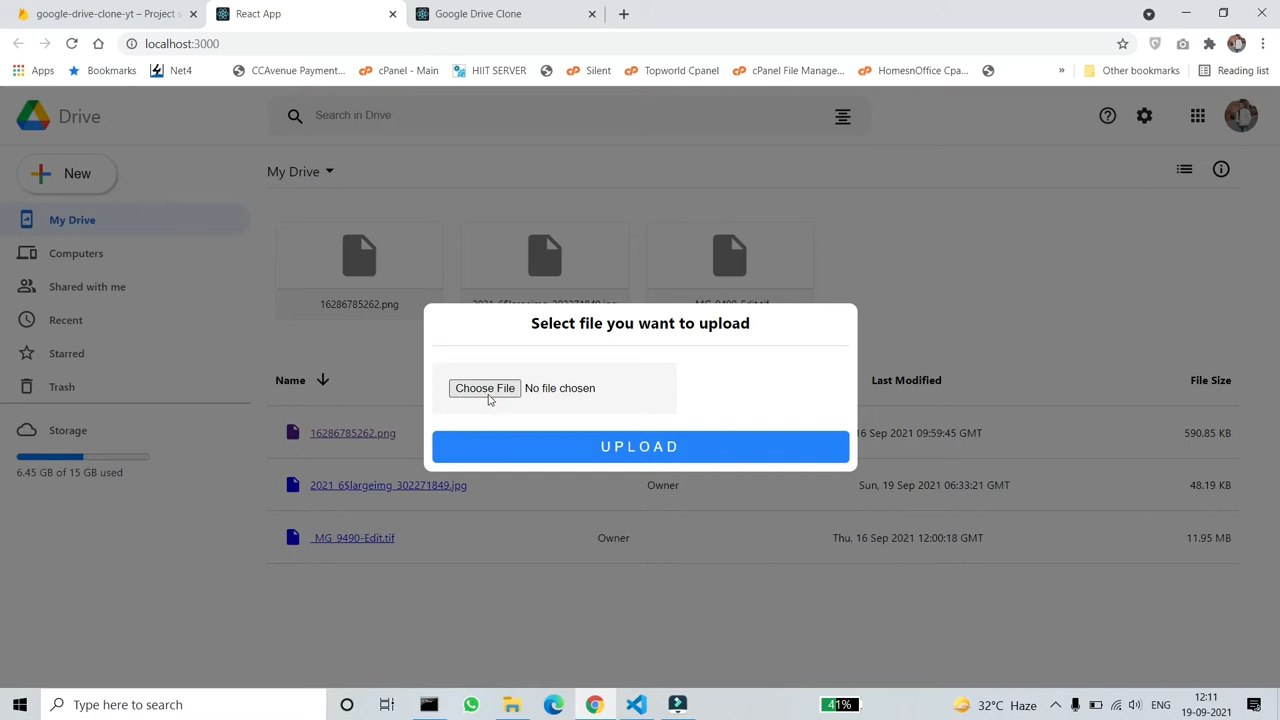 google-drive-clone-yt – Project s
React App
Google Drive Clone
localhost:3000
Apps
Bookmarks
Net4
CCAvenue Payment...
cPanel - Main
HIIT SERVER
Silent
Topworld Cpanel
cPanel File Manage...
HomesnOffice Cpa...
»
Other bookmarks
Reading list
Drive
Search in Drive
New
My Drive
My Drive
Computers
Shared with me
Recent
Starred
Trash
Storage
6.45 GB of 15 GB used
16286785262.png
2021_6$largeimg_302271849.jpg
_MG_9490-Edit.tif
Select file you want to upload
Choose File No file chosen
UPLOAD
Name
Last Modified
File Size
16286785262.png
16 Sep 2021 09:59:45 GMT
590.85 KB
2021_6$largeimg_302271849.jpg
Owner
Sun, 19 Sep 2021 06:33:21 GMT
48.19 KB
_MG_9490-Edit.tif
Owner
Thu, 16 Sep 2021 12:00:18 GMT
11.95 MB
Type here to search
41%
32°C Haze
ENG
12:11
19-09-2021